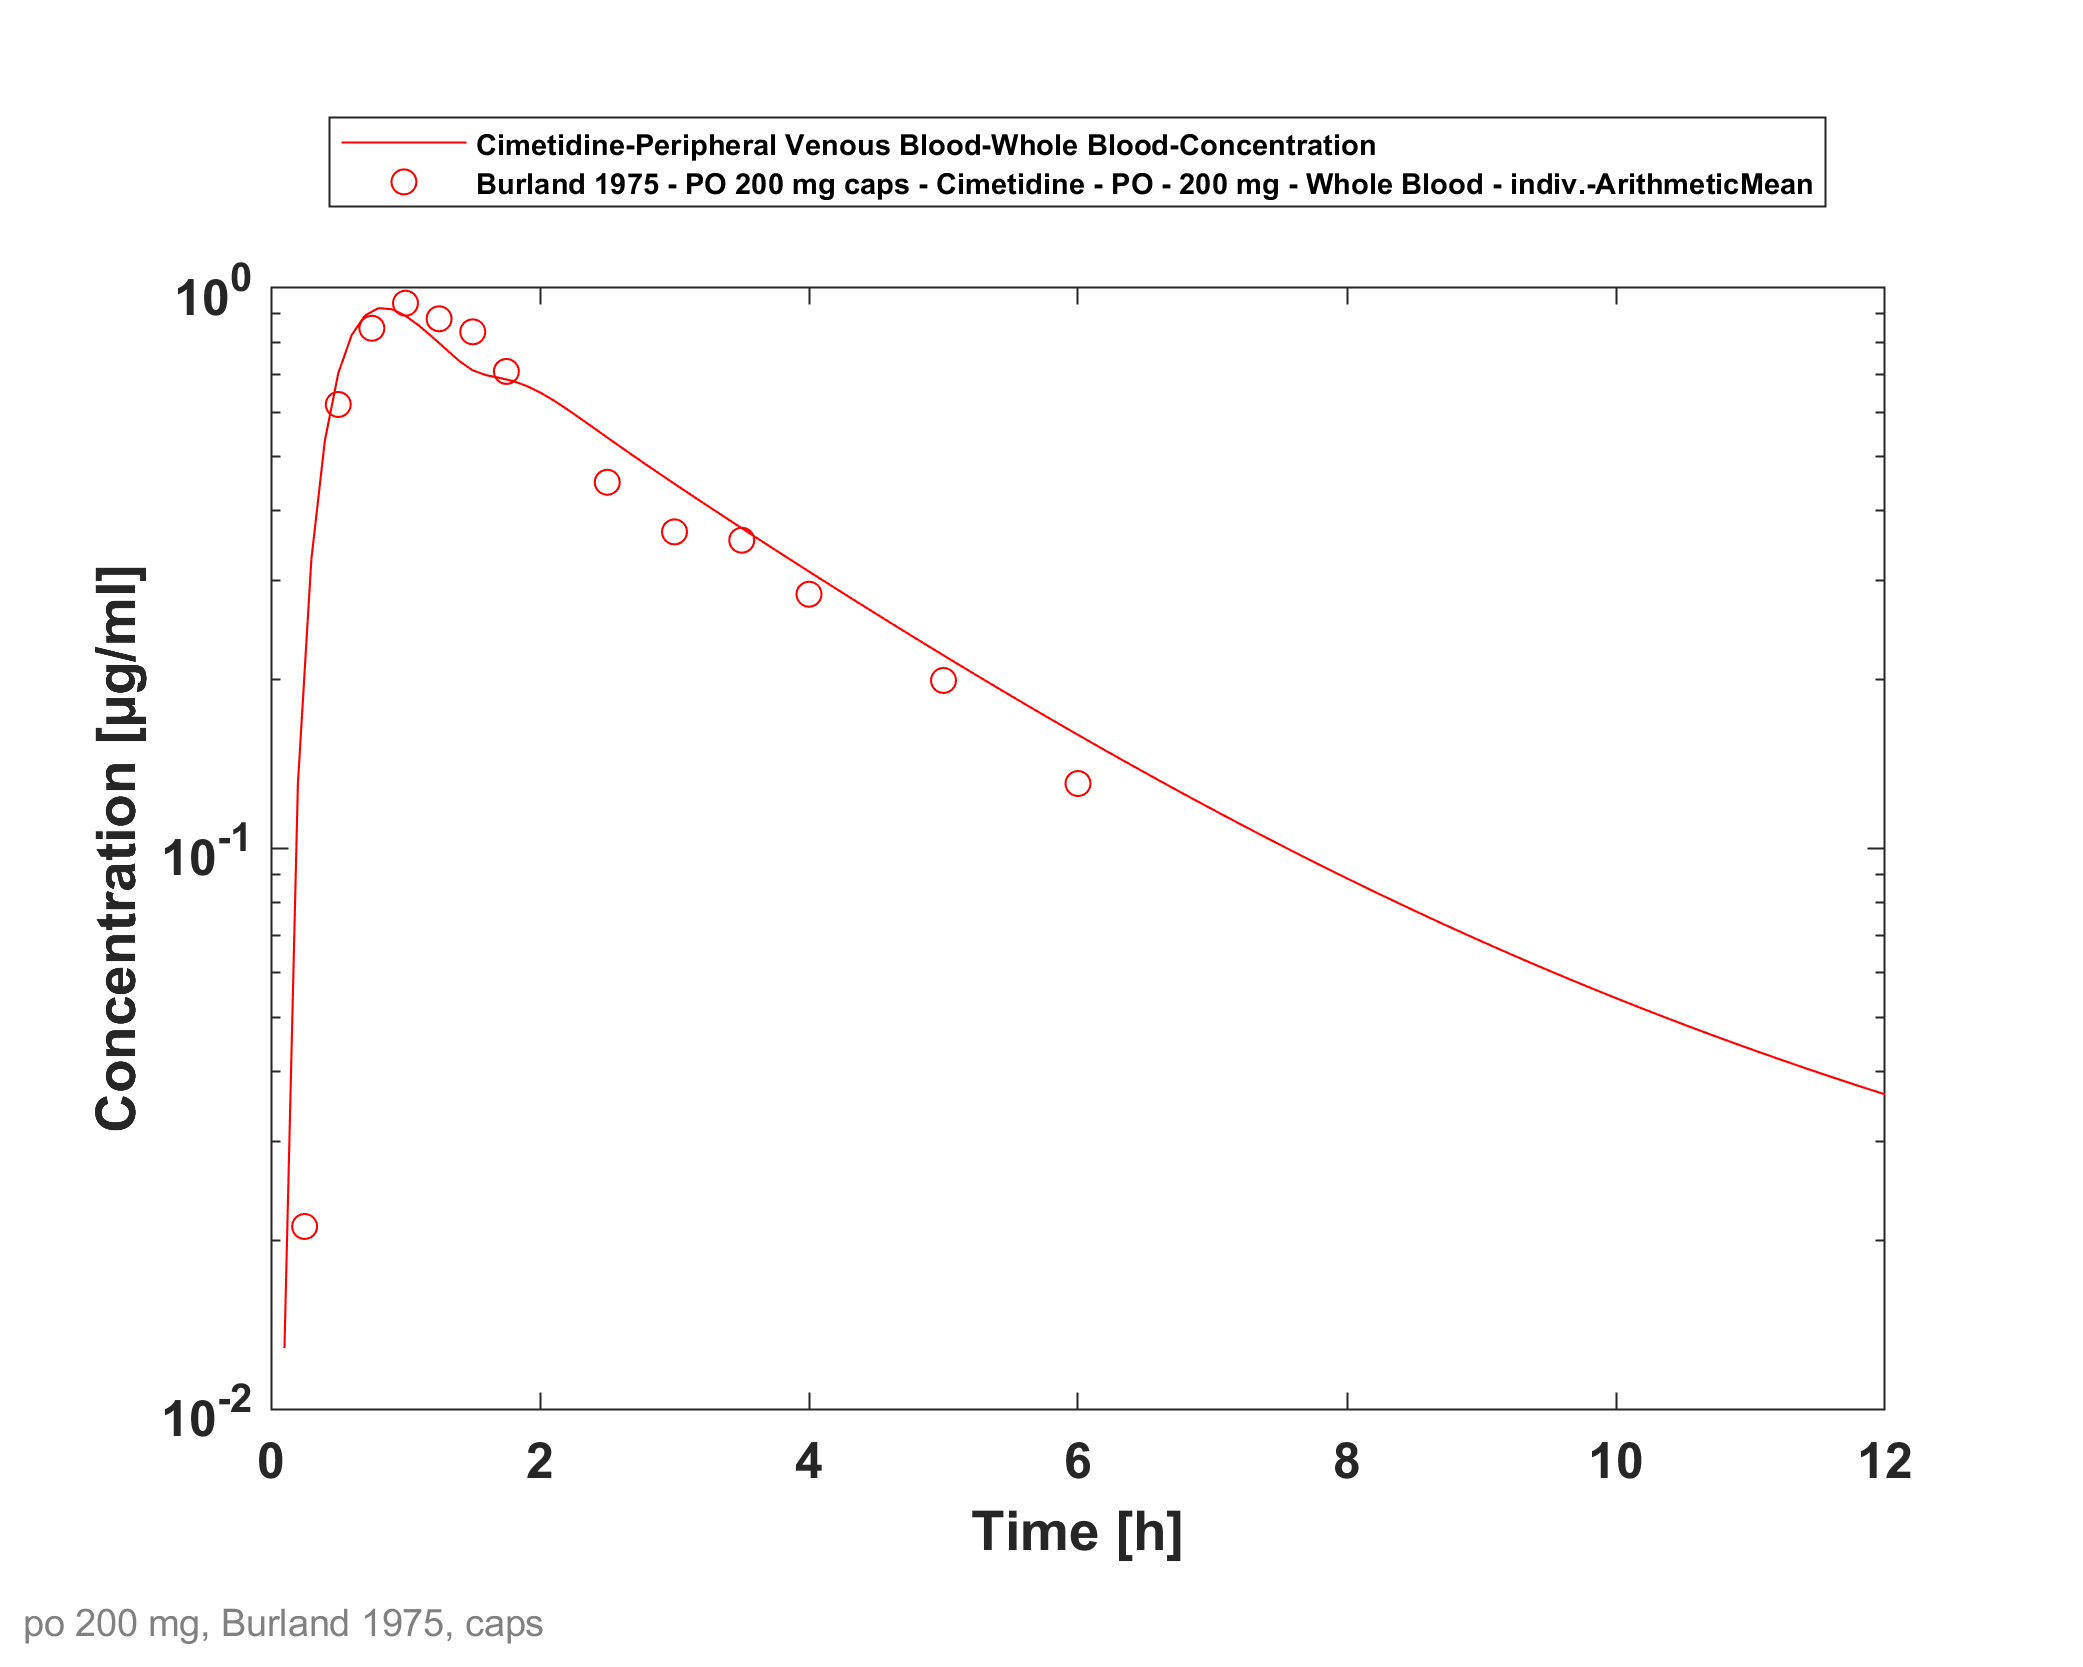 Cimetidine-Peripheral Venous Blood-Whole Blood-Concentration
Burland 1975 - PO 200 mg caps - Cimetidine - PO - 200 mg - Whole Blood - indiv.-ArithmeticMean
10^0
10^-1
10^-2
Concentration [µg/ml]
0 2 4 6 8 10 12
Time [h]
po 200 mg, Burland 1975, caps